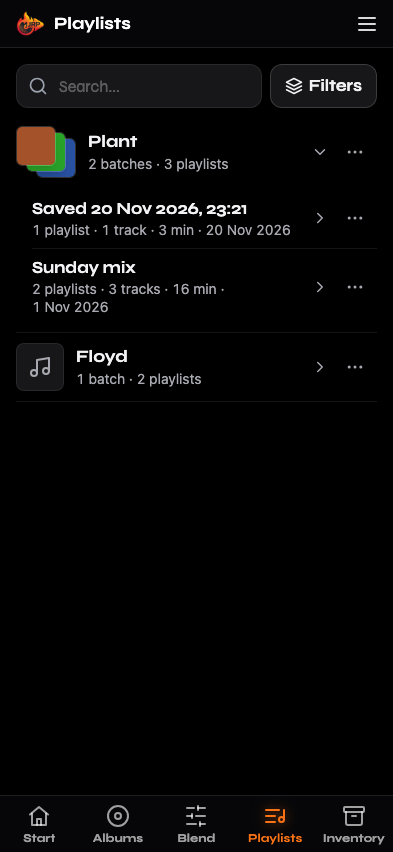 Playlists
Search...
Filters
Plant
2 batches · 3 playlists
Saved 20 Nov 2026, 23:21
1 playlist · 1 track · 3 min · 20 Nov 2026
Sunday mix
2 playlists · 3 tracks · 16 min ·
1 Nov 2026
Floyd
1 batch · 2 playlists
Start
Albums
Blend
Playlists
Inventory